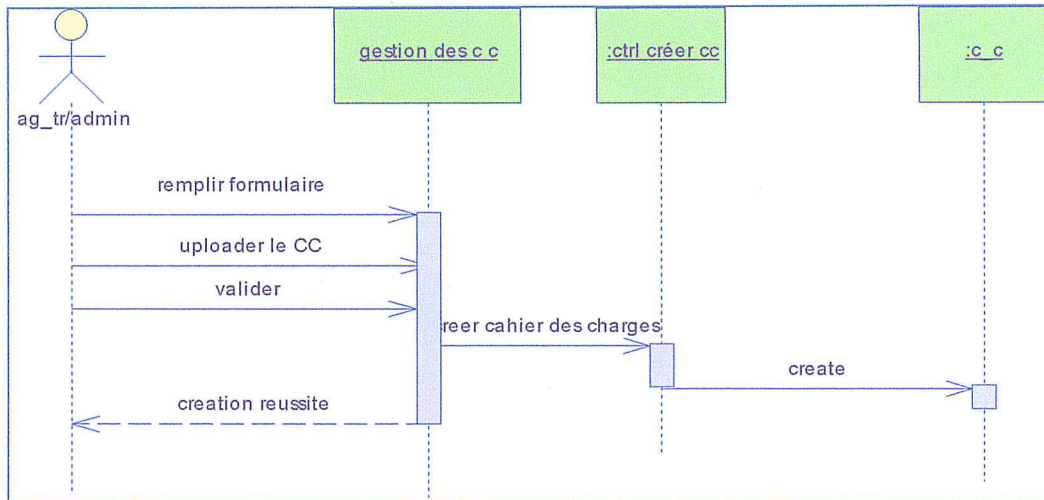 gestion des c c
:ctrl créer cc
:c_c
ag_tr/admin
remplir formulaire
uploader le CC
valider
reer cahier des charges
create
creation reussite